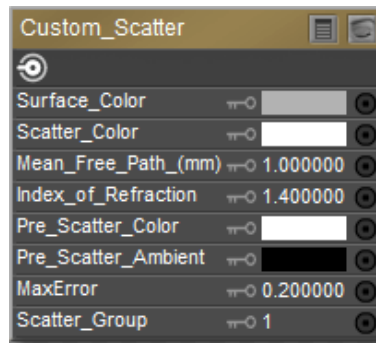 Custom_Scatter
Surface_Color
Scatter_Color
Mean_Free_Path_(mm) 1.000000
Index_of_Refraction 1.400000
Pre_Scatter_Color
Pre_Scatter_Ambient
MaxError 0.200000
Scatter_Group 1